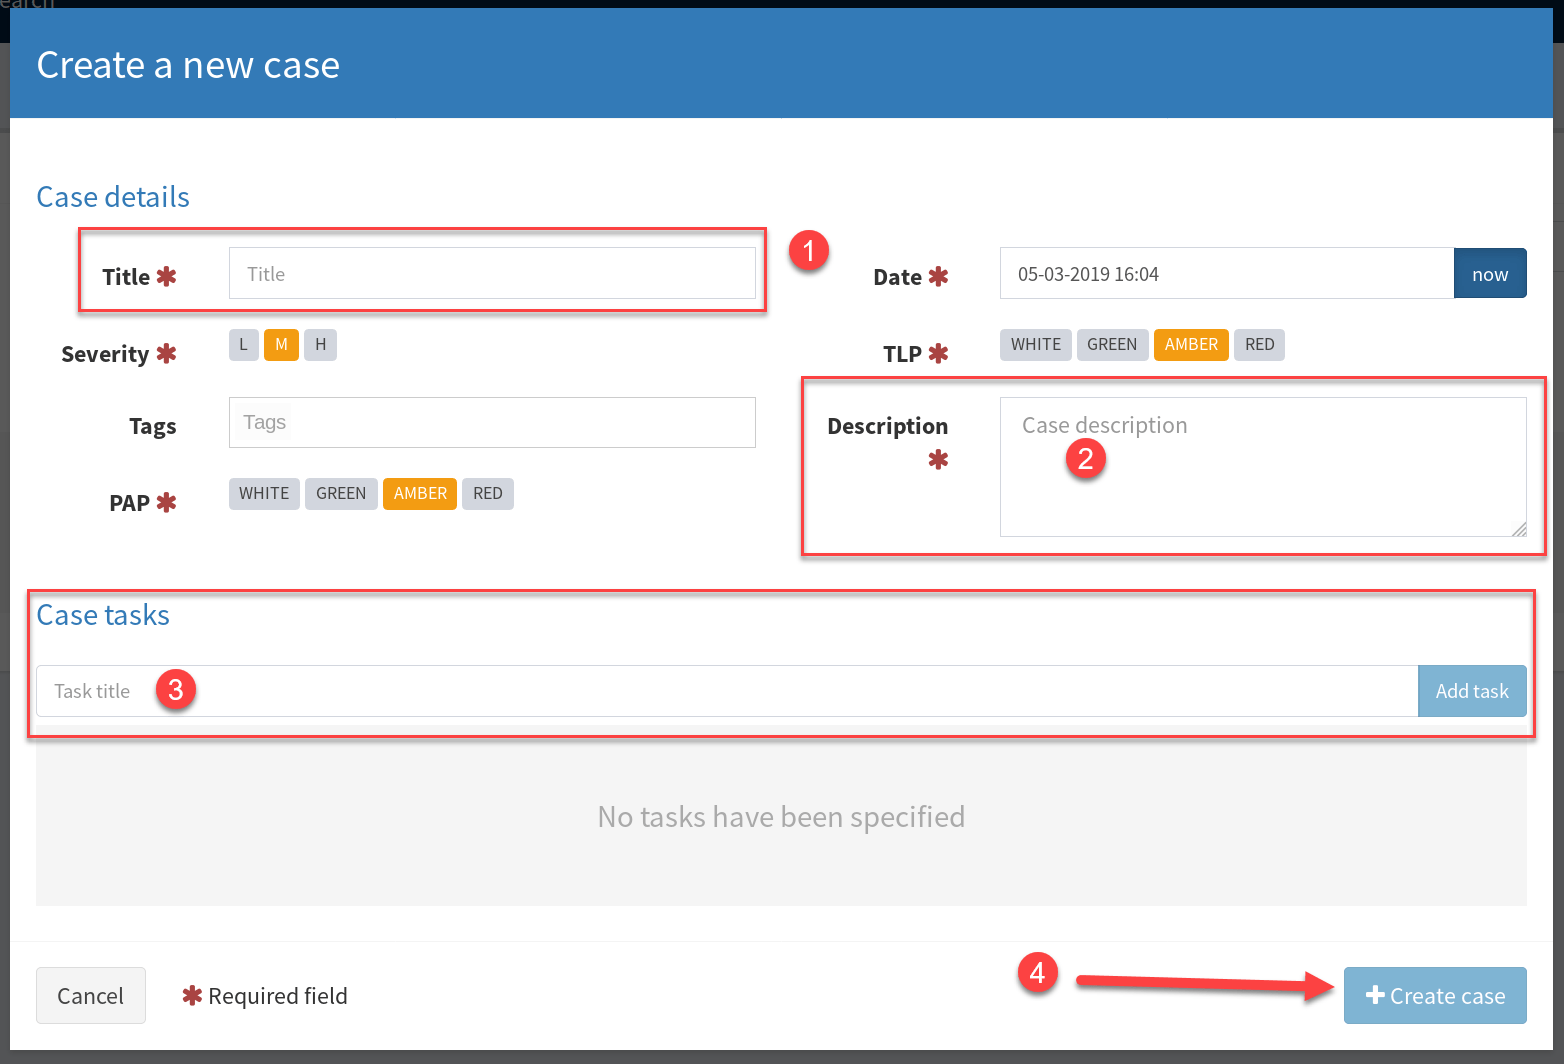 earch
Create a new case
Case details
Title ✱ Title
1
Date ✱ 05-03-2019 16:04 now
Severity ✱ L M H
TLP ✱ WHITE GREEN AMBER RED
Tags Tags
Description ✱ Case description
2
PAP ✱ WHITE GREEN AMBER RED
Case tasks
Task title 3 Add task
No tasks have been specified
Cancel ✱ Required field
4
+ Create case